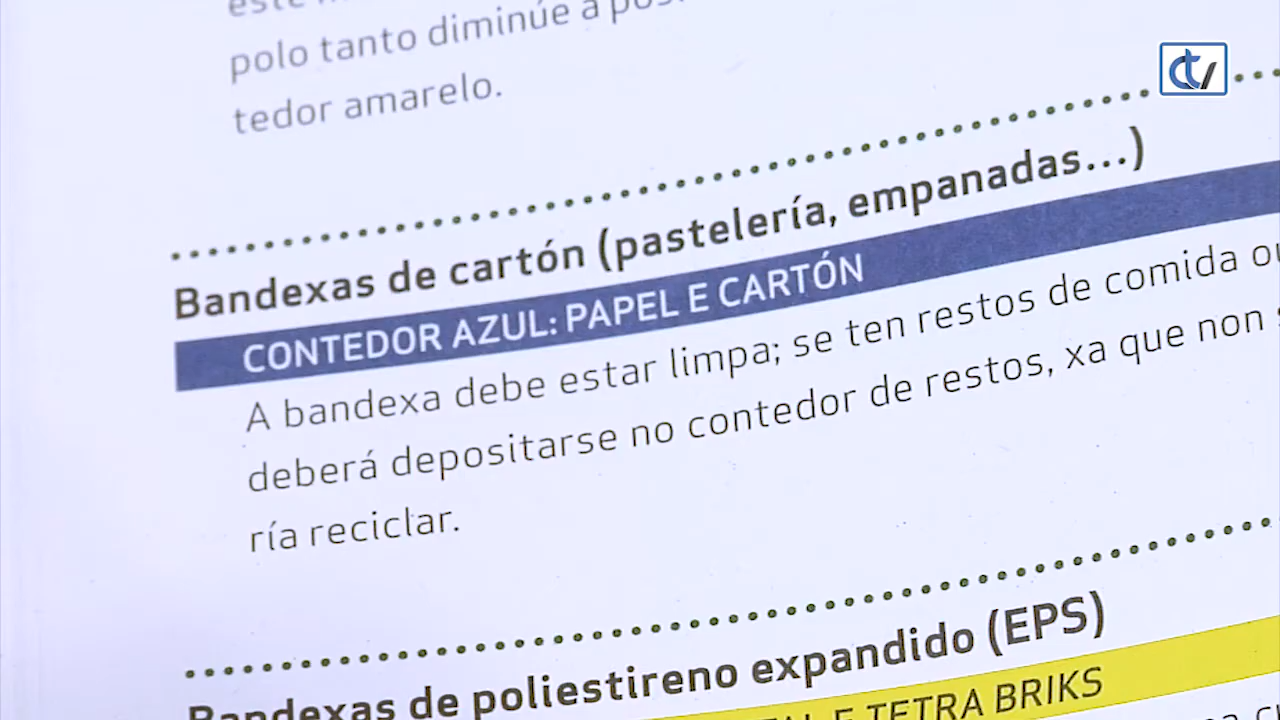 polo tanto diminúe a
tedor amarelo.
Bandexas de cartón (pastelería, empanadas...)
CONTEDOR AZUL: PAPEL E CARTÓN
A bandexa debe estar limpa; se ten restos de comida ou
deberá depositarse no contedor de restos, xa que non
ría reciclar.
Bandexas de poliestireno expandido (EPS)
E TETRA BRIKS